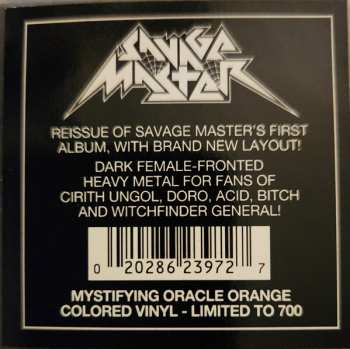 SAVAGE
MASTER
REISSUE OF SAVAGE MASTER'S FIRST
ALBUM, WITH BRAND NEW LAYOUT!
DARK FEMALE-FRONTED
HEAVY METAL FOR FANS OF
CIRITH UNGOL, DORO, ACID, BITCH
AND WITCHFINDER GENERAL!
0 20286 23972 7
MYSTIFYING ORACLE ORANGE
COLORED VINYL - LIMITED TO 700